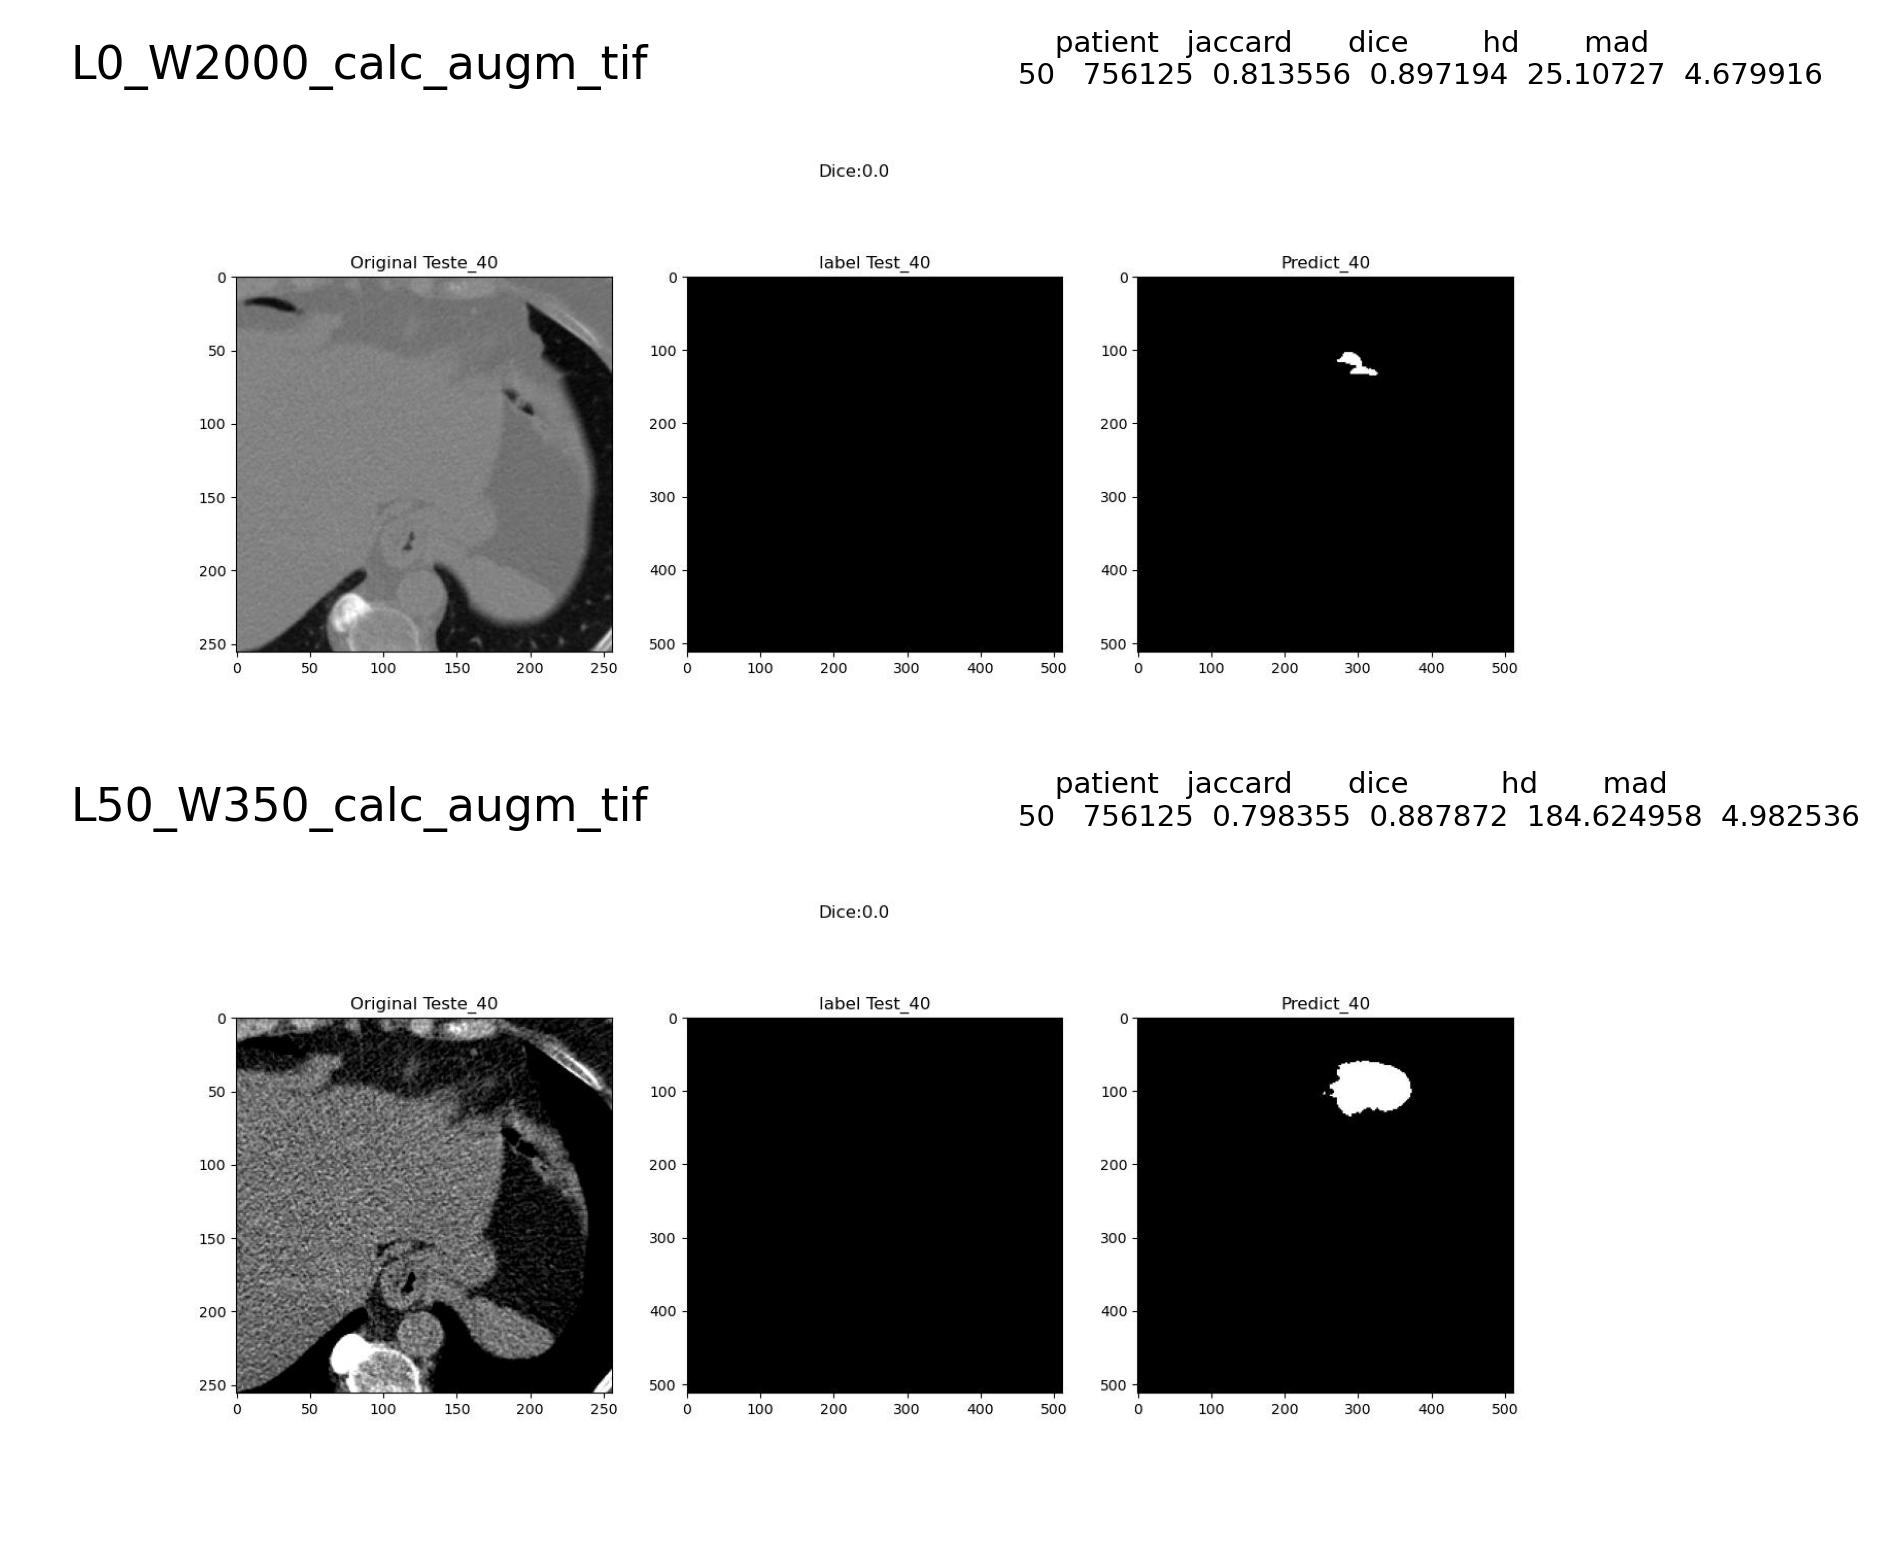 L0_W2000_calc_augm_tif
patient jaccard dice hd mad
50 756125 0.813556 0.897194 25.10727 4.679916
Dice:0.0
Original Teste_40 label Test_40 Predict_40
0 0 0
50 100 100
100 200 200
150 300 300
200 400 400
250 500 500
0 50 100 150 200 250 0 100 200 300 400 500 0 100 200 300 400 500
L50_W350_calc_augm_tif
patient jaccard dice hd mad
50 756125 0.798355 0.887872 184.624958 4.982536
Dice:0.0
Original Teste_40 label Test_40 Predict_40
0 0 0
50 100 100
100 200 200
150 300 300
200 400 400
250 500 500
0 50 100 150 200 250 0 100 200 300 400 500 0 100 200 300 400 500